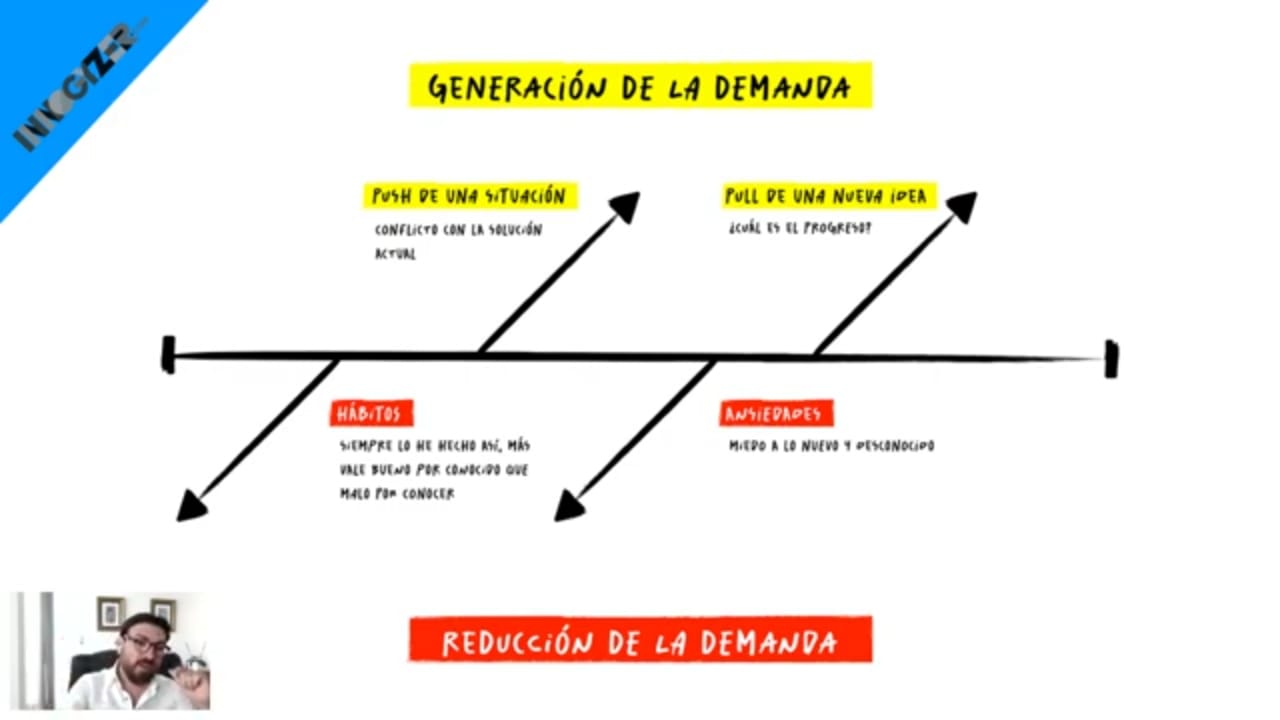 INNOGYZER
GENERACIÓN DE LA DEMANDA
PUSH DE UNA SITUACIÓN
CONFLICTO CON LA SOLUCIÓN
ACTUAL
PULL DE UNA NUEVA IDEA
¿CUÁL ES EL PROGRESO?
HÁBITOS
SIEMPRE LO HE HECHO ASÍ, MÁS
VALE BUENO POR CONOCIDO QUE
MALO POR CONOCER
ANSIEDADES
MIEDO A LO NUEVO Y DESCONOCIDO
REDUCCIÓN DE LA DEMANDA